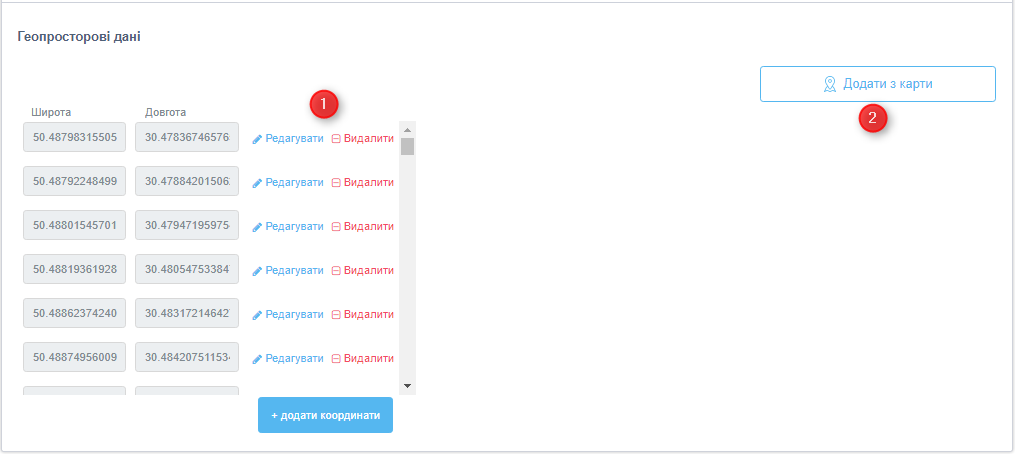 Геопросторові дані
1
Додати з карти
2
Широта Довгота
50.48798315505 30.47836746576 Редагувати Видалити
50.48792248499 30.47884201506 Редагувати Видалити
50.48801545701 30.47947195975 Редагувати Видалити
50.48819361928 30.48054753384 Редагувати Видалити
50.48862374240 30.48317214642 Редагувати Видалити
50.48874956009 30.48420751153 Редагувати Видалити
+ додати координати